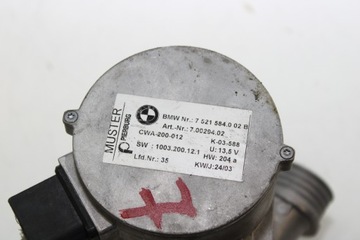 MUSTER
PIERBURG
BMW Nr.: 7 521 584.0 02 B
Art.-Nr.: 7.00294.02
CWA-200-012 K-03-588
SW : 1003.200.12.1 U: 13,5 V
Lfd.Nr.: 35 HW: 204 a
KW/J: 24/03